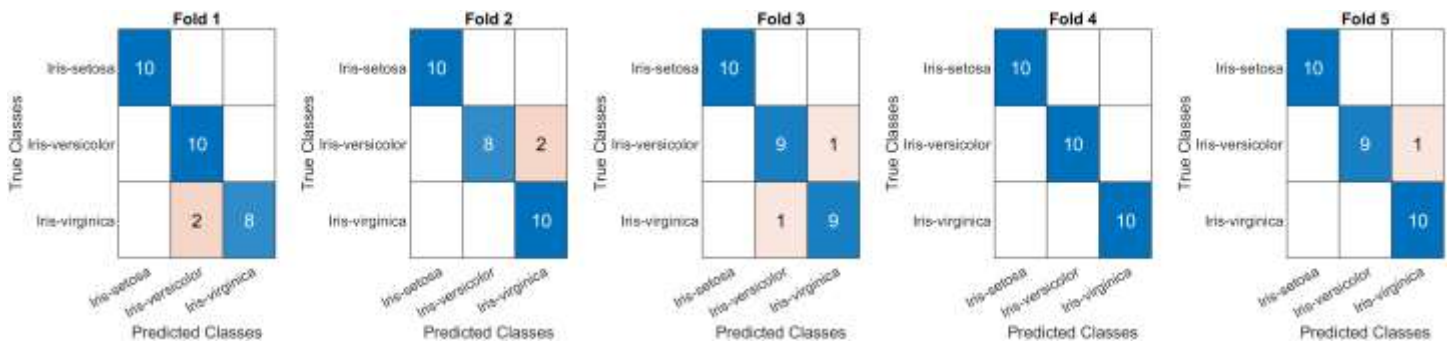 Fold 1
True Classes
Iris-setosa
10
Iris-versicolor
10
Iris-virginica
2 8
Iris-setosa
Iris-versicolor
Iris-virginica
Predicted Classes
Fold 2
True Classes
Iris-setosa
10
Iris-versicolor
8 2
Iris-virginica
10
Iris-setosa
Iris-versicolor
Iris-virginica
Predicted Classes
Fold 3
True Classes
Iris-setosa
10
Iris-versicolor
9 1
Iris-virginica
1 9
Iris-setosa
Iris-versicolor
Iris-virginica
Predicted Classes
Fold 4
True Classes
Iris-setosa
10
Iris-versicolor
10
Iris-virginica
10
Iris-setosa
Iris-versicolor
Iris-virginica
Predicted Classes
Fold 5
True Classes
Iris-setosa
10
Iris-versicolor
9 1
Iris-virginica
10
Iris-setosa
Iris-versicolor
Iris-virginica
Predicted Classes